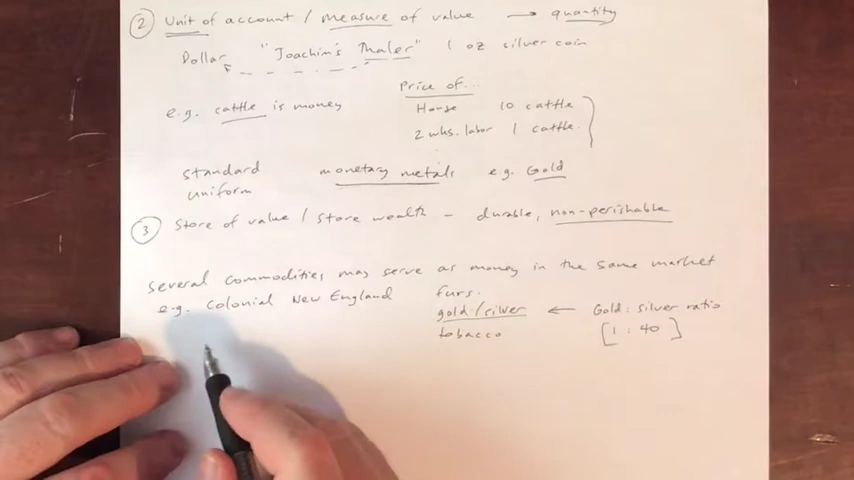 ② Unit of account / measure of value → quantity
Dollar "Joachim's Thaler" 1 oz silver coin
Price of...
e.g. cattle is money House 10 cattle
2 wks. labor 1 cattle.
standard monetary metals e.g. Gold
uniform
③ Store of value / store wealth – durable, non-perishable
several commodities may serve as money in the same market
e.g. Colonial New England furs.
gold/silver ← Gold : silver ratio
tobacco [1 : 40]